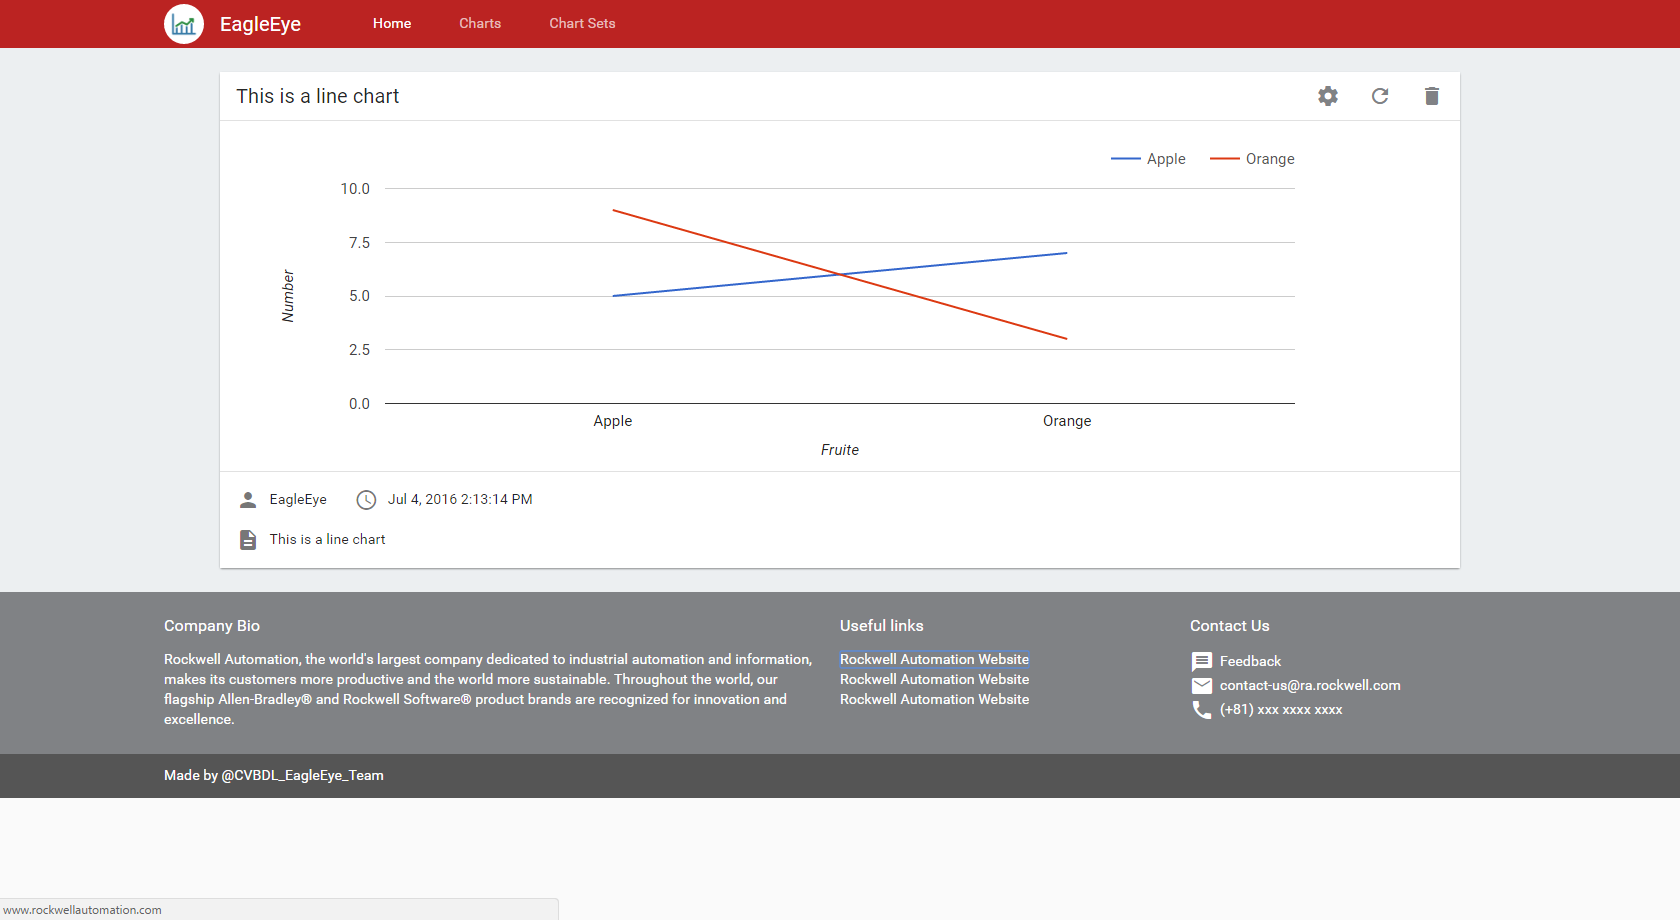 EagleEye Home Charts Chart Sets
This is a line chart
Apple Orange
10.0
7.5
5.0
2.5
0.0
Number
Apple Orange
Fruite
EagleEye Jul 4, 2016 2:13:14 PM
This is a line chart
Company Bio
Rockwell Automation, the world's largest company dedicated to industrial automation and information,
makes its customers more productive and the world more sustainable. Throughout the world, our
flagship Allen-Bradley® and Rockwell Software® product brands are recognized for innovation and
excellence.
Useful links
Rockwell Automation Website
Rockwell Automation Website
Rockwell Automation Website
Contact Us
Feedback
contact-us@ra.rockwell.com
(+81) xxx xxxx xxxx
Made by @CVBDL_EagleEye_Team
www.rockwellautomation.com